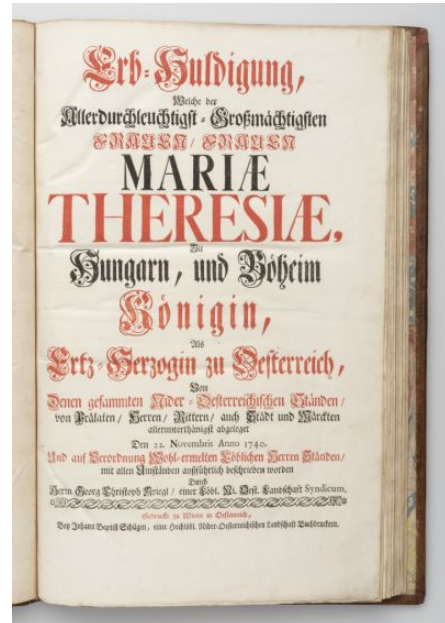 Erb-Huldigung,
Welche der
Allerdurchleuchtigst-Großmächtigsten
FRAUEN/ FRAUEN
MARIÆ
THERESIÆ,
Zu
Hungarn, und Böheim
Königin,
Als
Ertz-Herzogin zu Oesterreich,
Von
Denen gesammten Nider-Oesterreichischen Ständen/
von Prälaten/ Herren/ Rittern/ auch Städt und Märckten
allerunterthänigst abgeleget
Den 22. Novembris Anno 1740.
Und auf Verordnung Wohl-ermelten Löblichen Herren Ständen/
mit allen Umständen außführlich beschrieben worden
Durch
Herrn Georg Christoph Kriegl/ einer Löbl. Ni. Oest. Landschaft Syndicum.
Gedruckt zu Wienn in Oesterreich,
Bey Johann Baptist Schilgen, einer Hochlöbl. Nider-Oesterreichischen Landschaft Buchdruckern.